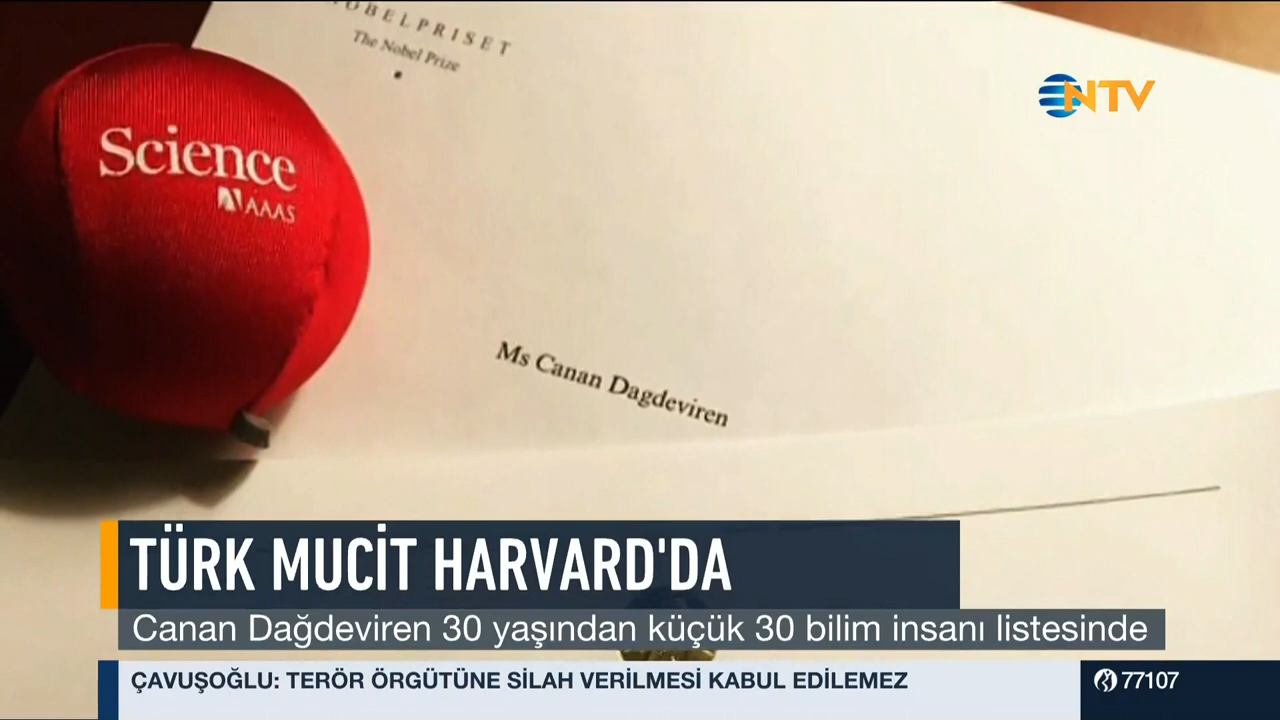 NOBELPRISET
The Nobel Prize
NTV
Science
AAAS
Ms Canan Dagdeviren
TÜRK MUCİT HARVARD'DA
Canan Dağdeviren 30 yaşından küçük 30 bilim insanı listesinde
ÇAVUŞOĞLU: TERÖR ÖRGÜTÜNE SİLAH VERİLMESİ KABUL EDİLEMEZ
77107